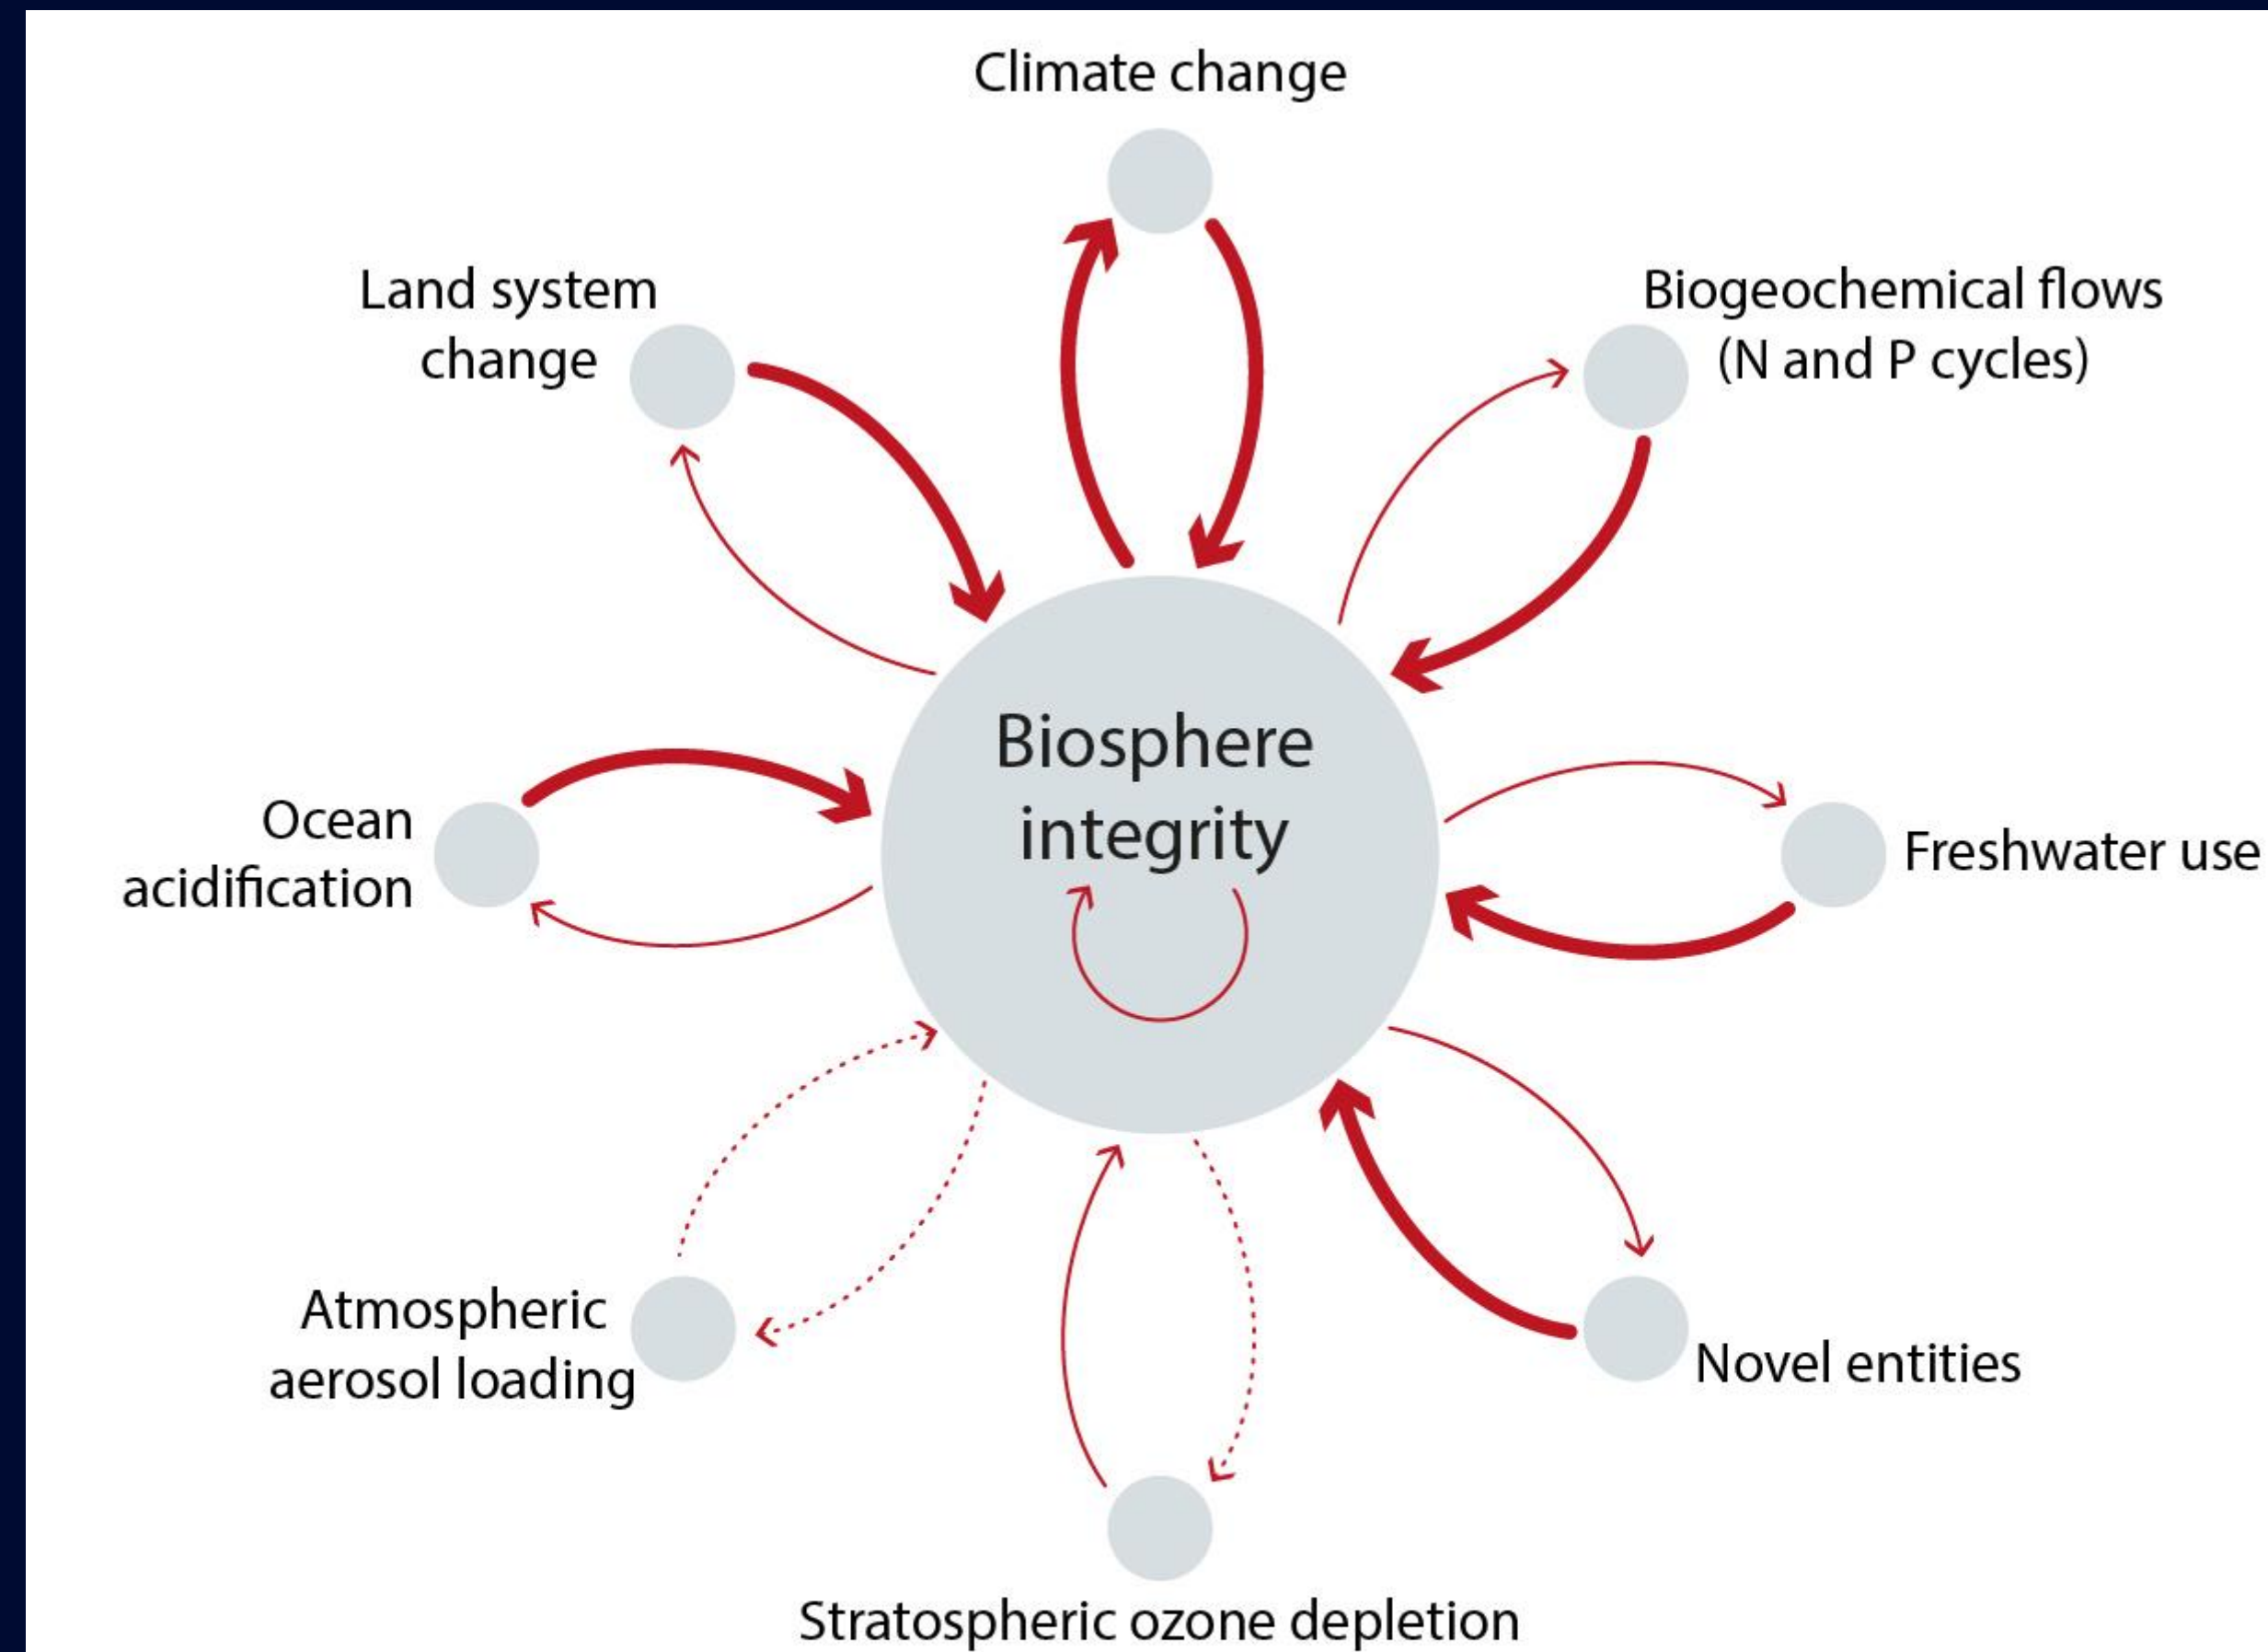 Climate change
Land system
change
Biogeochemical flows
(N and P cycles)
Biosphere
integrity
Ocean
acidification
Freshwater use
Atmospheric
aerosol loading
Novel entities
Stratospheric ozone depletion